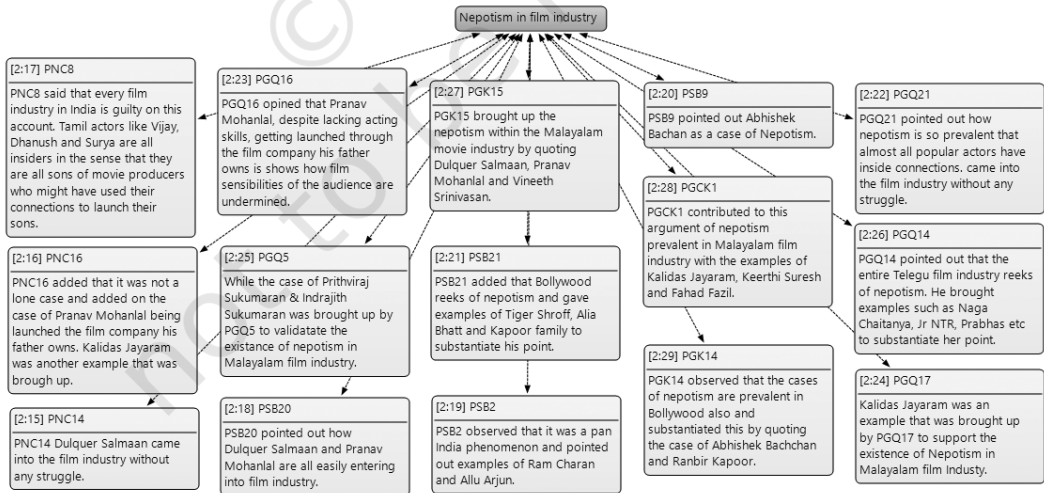 Nepotism in film industry
[2:17] PNC8
PNC8 said that every film
industry in India is guilty on this
account. Tamil actors like Vijay,
Dhanush and Surya are all
insiders in the sense that they
are all sons of movie producers
who might have used their
connections to launch their
sons.
[2:23] PGQ16
PGQ16 opined that Pranav
Mohanlal, despite lacking acting
skills, getting launched through
the film company his father
owns is shows how film
sensibilities of the audience are
undermined.
[2:27] PGK15
PGK15 brought up the
nepotism within the Malayalam
movie industry by quoting
Dulquer Salmaan, Pranav
Mohanlal and Vineeth
Srinivasan.
[2:20] PSB9
PSB9 pointed out Abhishek
Bachan as a case of Nepotism.
[2:22] PGQ21
PGQ21 pointed out how
nepotism is so prevalent that
almost all popular actors have
inside connections. came into
the film industry without any
struggle.
[2:28] PGCK1
PGCK1 contributed to this
argument of nepotism
prevalent in Malayalam film
industry with the examples of
Kalidas Jayaram, Keerthi Suresh
and Fahad Fazil.
[2:16] PNC16
PNC16 added that it was not a
lone case and added on the
case of Pranav Mohanlal being
launched the film company his
father owns. Kalidas Jayaram
was another example that was
brough up.
[2:25] PGQ5
While the case of Prithviraj
Sukumaran & Indrajith
Sukumaran was brought up by
PGQ5 to validatate the
existance of nepotism in
Malayalam film industry.
[2:21] PSB21
PSB21 added that Bollywood
reeks of nepotism and gave
examples of Tiger Shroff, Alia
Bhatt and Kapoor family to
substantiate his point.
[2:26] PGQ14
PGQ14 pointed out that the
entire Telegu film industry reeks
of nepotism. He brought
examples such as Naga
Chaitanya, Jr NTR, Prabhas etc
to substantiate her point.
[2:29] PGK14
PGK14 observed that the cases
of nepotism are prevalent in
Bollywood also and
substantiated this by quoting
the case of Abhishek Bachchan
and Ranbir Kapoor.
[2:24] PGQ17
Kalidas Jayaram was an
example that was brought up
by PGQ17 to support the
existence of Nepotism in
Malayalam film Industy.
[2:15] PNC14
PNC14 Dulquer Salmaan came
into the film industry without
any struggle.
[2:18] PSB20
PSB20 pointed out how
Dulquer Salmaan and Pranav
Mohanlal are all easily entering
into film industry.
[2:19] PSB2
PSB2 observed that it was a pan
India phenomenon and pointed
out examples of Ram Charan
and Allu Arjun.
©
not to be